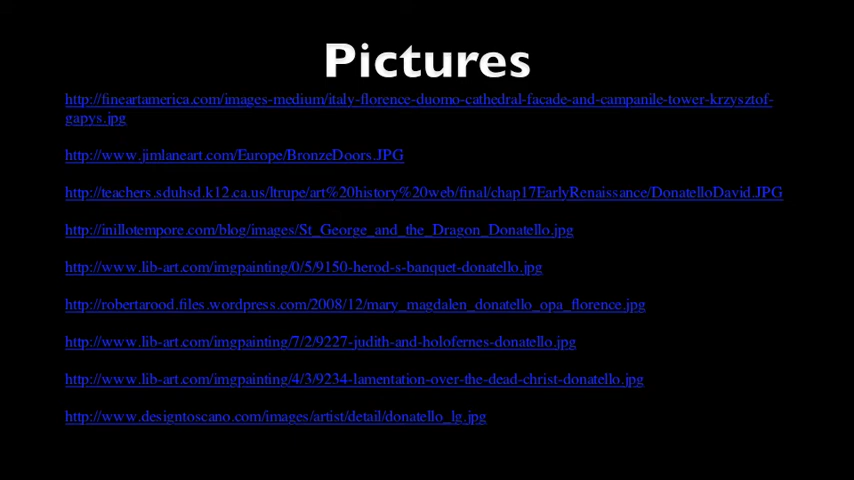 Pictures
http://fineartamerica.com/images-medium/italy-florence-duomo-cathedral-facade-and-campanile-tower-krzysztof-
gapys.jpg
http://www.jimlaneart.com/Europe/BronzeDoors.JPG
http://teachers.sduhsd.k12.ca.us/ltrupe/art%20history%20web/final/chap17EarlyRenaissance/DonatelloDavid.JPG
http://inillotempore.com/blog/images/St_George_and_the_Dragon_Donatello.jpg
http://www.lib-art.com/imgpainting/0/5/9150-herod-s-banquet-donatello.jpg
http://robertarood.files.wordpress.com/2008/12/mary_magdalen_donatello_opa_florence.jpg
http://www.lib-art.com/imgpainting/7/2/9227-judith-and-holofernes-donatello.jpg
http://www.lib-art.com/imgpainting/4/3/9234-lamentation-over-the-dead-christ-donatello.jpg
http://www.designtoscano.com/images/artist/detail/donatello_lg.jpg